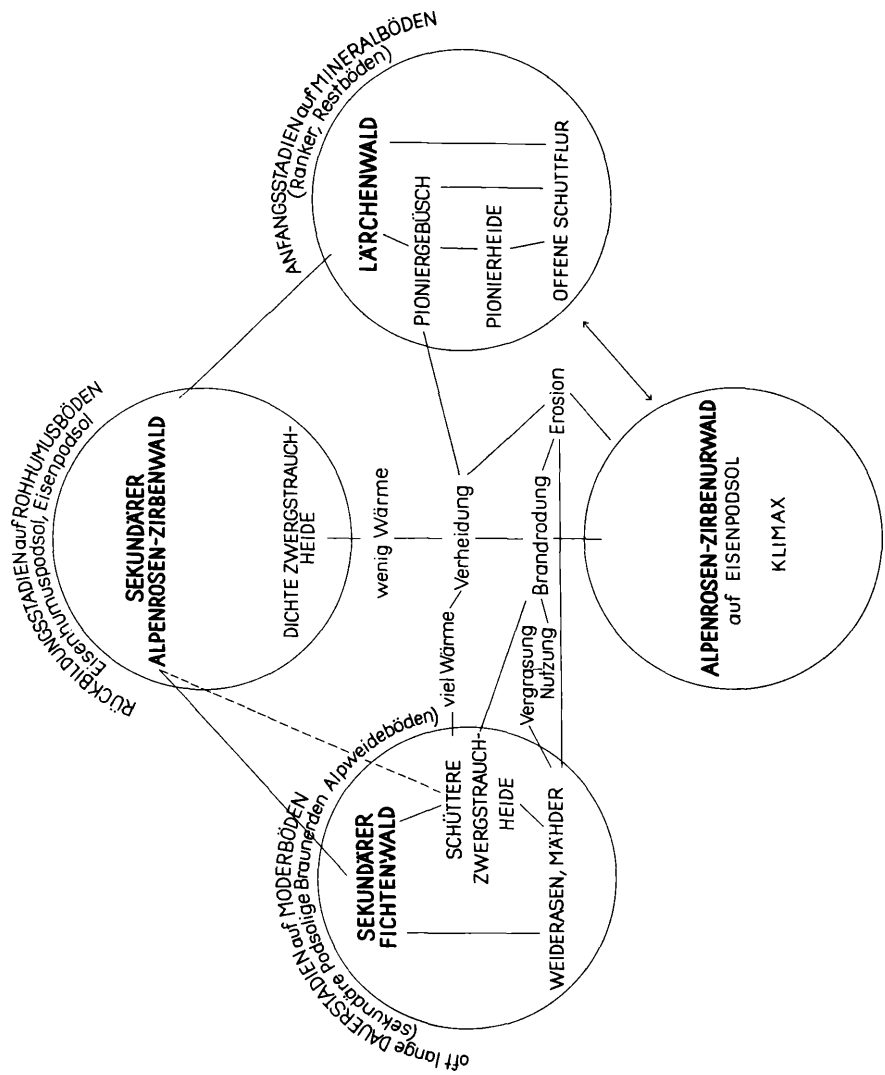 RÜCKBILDUNGSSTADIEN auf ROHHUMUSBÖDEN
Eisenhumuspodsol, Eisenpodsol
SEKUNDÄRER
ALPENROSEN-ZIRBENWALD
DICHTE ZWERGSTRAUCH-
HEIDE
oft lange DAUERSTADIEN auf MODERBÖDEN
(sekundäre Podsolige Braunerden Alpweideböden)
SEKUNDÄRER
FICHTENWALD
SCHÜTTERE
ZWERGSTRAUCH-
HEIDE
WEIDERASEN, MÄHDER
wenig Wärme
viel Wärme
Verheidung
Vergrasung
Nutzung
Brandrodung
Erosion
ANFANGSSTADIEN auf MINERALBÖDEN
(Ranker, Restböden)
LÄRCHENWALD
PIONIERGEBÜSCH
PIONIERHEIDE
OFFENE SCHUTTFLUR
ALPENROSEN-ZIRBENURWALD
auf EISENPODSOL
KLIMAX